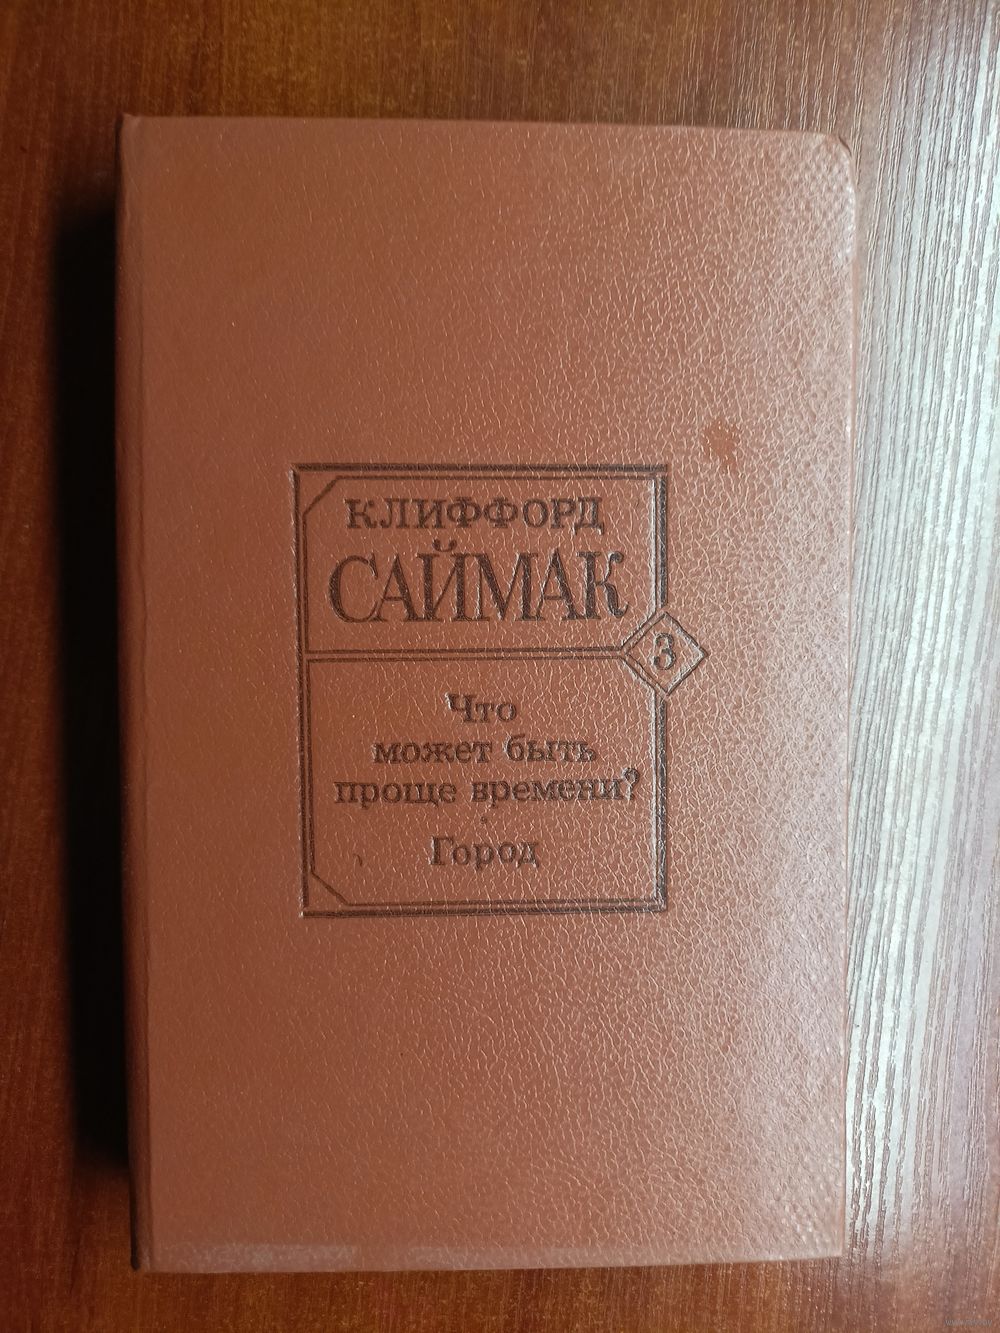 КЛИФФОРД
САЙМАК
3
Что
может быть
проще времени?
Город